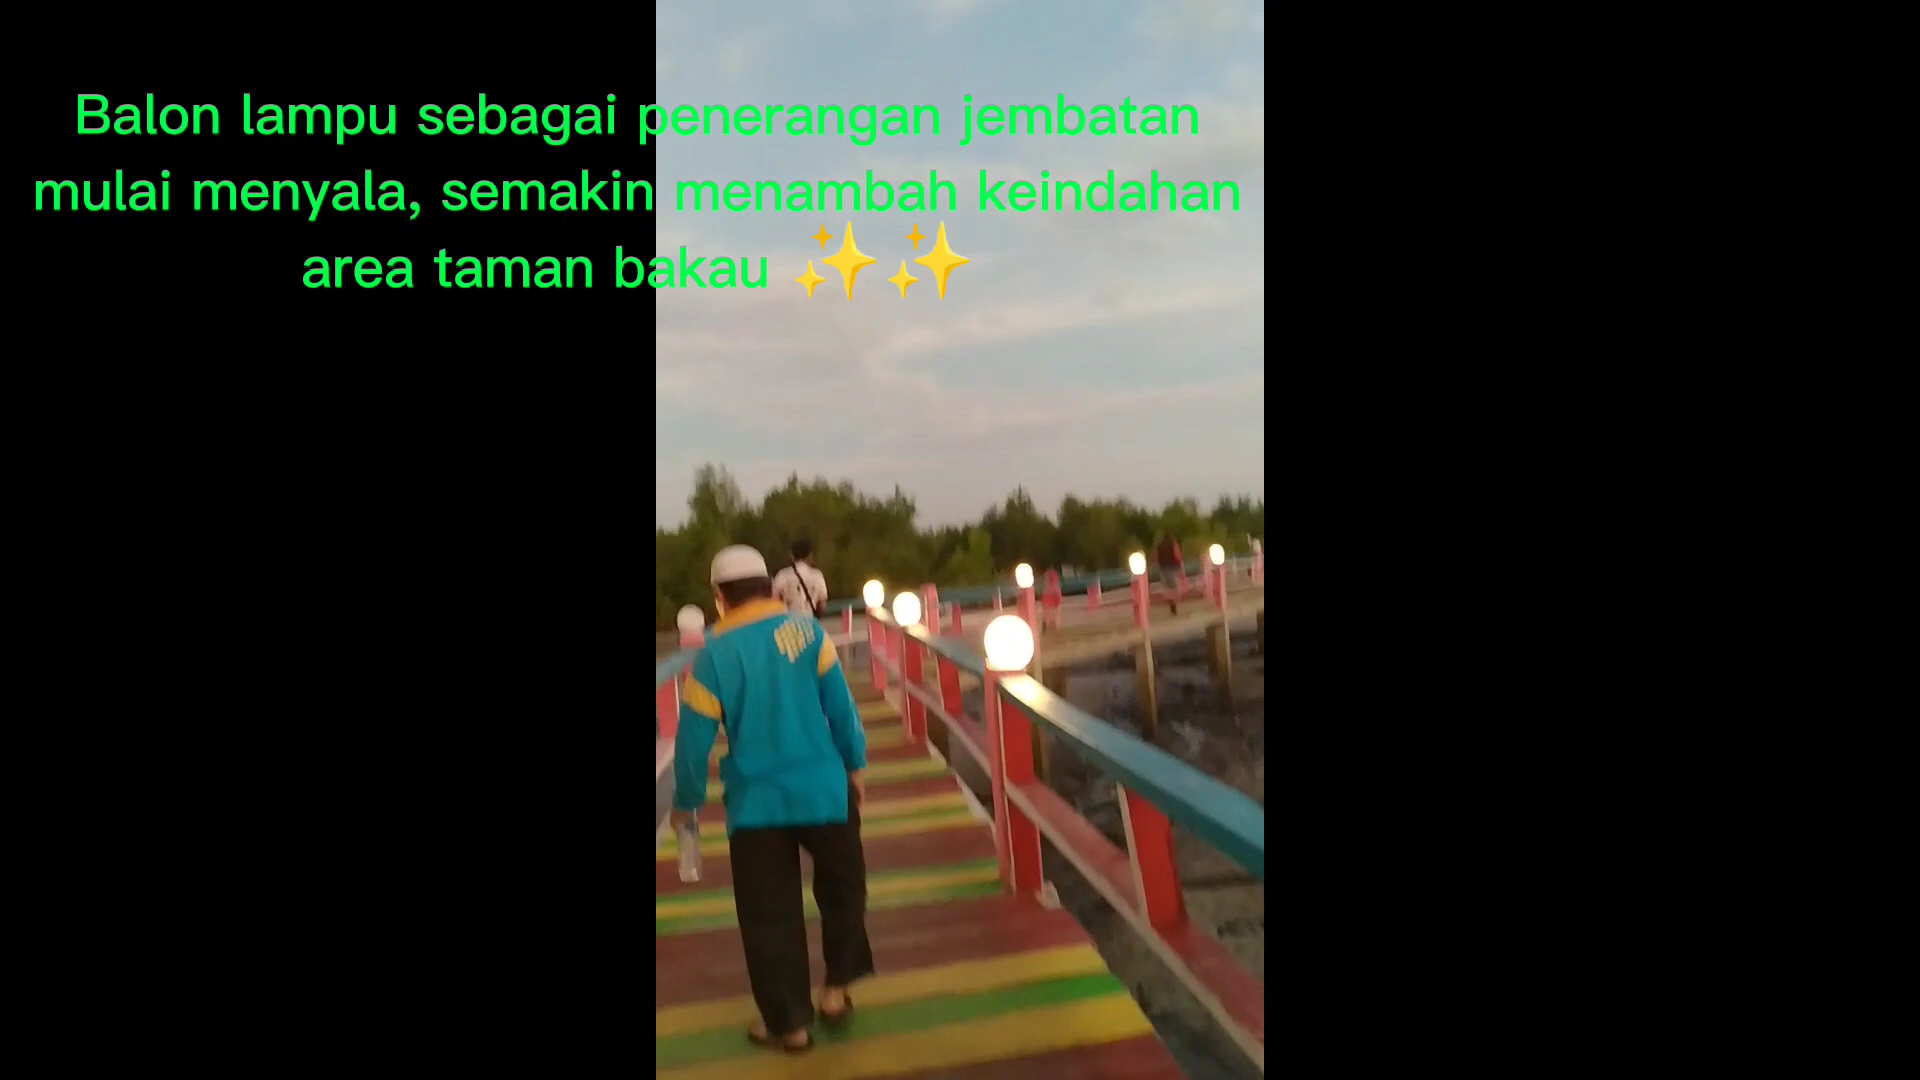 Balon lampu sebagai penerangan jembatan
mulai menyala, semakin menambah keindahan
area taman bakau ✨✨